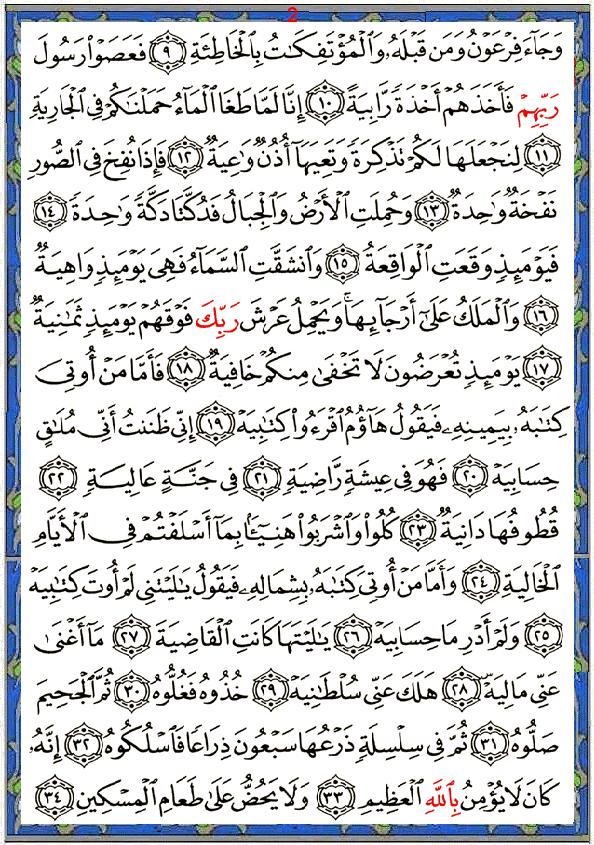 2
وَجَآءَ فِرْعَوْنُ وَمَن قَبْلَهُۥ وَٱلْمُؤْتَفِكَـٰتُ بِٱلْخَاطِئَةِ ﴿٩﴾ فَعَصَوْا۟ رَسُولَ
رَبِّهِمْ فَأَخَذَهُمْ أَخْذَةً رَّابِيَةً ﴿١٠﴾ إِنَّا لَمَّا طَغَا ٱلْمَآءُ حَمَلْنَـٰكُمْ فِى ٱلْجَارِيَةِ
﴿١١﴾ لِنَجْعَلَهَا لَكُمْ تَذْكِرَةً وَتَعِيَهَآ أُذُنٌ وَٰعِيَةٌ ﴿١٢﴾ فَإِذَا نُفِخَ فِى ٱلصُّورِ
نَفْخَةٌ وَٰحِدَةٌ ﴿١٣﴾ وَحُمِلَتِ ٱلْأَرْضُ وَٱلْجِبَالُ فَدُكَّتَا دَكَّةً وَٰحِدَةً ﴿١٤﴾
فَيَوْمَئِذٍ وَقَعَتِ ٱلْوَاقِعَةُ ﴿١٥﴾ وَٱنشَقَّتِ ٱلسَّمَآءُ فَهِىَ يَوْمَئِذٍ وَاهِيَةٌ
﴿١٦﴾ وَٱلْمَلَكُ عَلَىٰٓ أَرْجَآئِهَا ۚ وَيَحْمِلُ عَرْشَ رَبِّكَ فَوْقَهُمْ يَوْمَئِذٍ ثَمَـٰنِيَةٌ
﴿١٧﴾ يَوْمَئِذٍ تُعْرَضُونَ لَا تَخْفَىٰ مِنكُمْ خَافِيَةٌ ﴿١٨﴾ فَأَمَّا مَنْ أُوتِىَ
كِتَـٰبَهُۥ بِيَمِينِهِۦ فَيَقُولُ هَآؤُمُ ٱقْرَءُوا۟ كِتَـٰبِيَهْ ﴿١٩﴾ إِنِّى ظَنَنتُ أَنِّى مُلَـٰقٍ
حِسَابِيَهْ ﴿٢٠﴾ فَهُوَ فِى عِيشَةٍ رَّاضِيَةٍ ﴿٢١﴾ فِى جَنَّةٍ عَالِيَةٍ ﴿٢٢﴾
قُطُوفُهَا دَانِيَةٌ ﴿٢٣﴾ كُلُوا۟ وَٱشْرَبُوا۟ هَنِيٓـًٔۢا بِمَآ أَسْلَفْتُمْ فِى ٱلْأَيَّامِ
ٱلْخَالِيَةِ ﴿٢٤﴾ وَأَمَّا مَنْ أُوتِىَ كِتَـٰبَهُۥ بِشِمَالِهِۦ فَيَقُولُ يَـٰلَيْتَنِى لَمْ أُوتَ كِتَـٰبِيَهْ
﴿٢٥﴾ وَلَمْ أَدْرِ مَا حِسَابِيَهْ ﴿٢٦﴾ يَـٰلَيْتَهَا كَانَتِ ٱلْقَاضِيَةَ ﴿٢٧﴾ مَآ أَغْنَىٰ
عَنِّى مَالِيَهْ ۜ ﴿٢٨﴾ هَلَكَ عَنِّى سُلْطَـٰنِيَهْ ﴿٢٩﴾ خُذُوهُ فَغُلُّوهُ ﴿٣٠﴾ ثُمَّ ٱلْجَحِيمَ
صَلُّوهُ ﴿٣١﴾ ثُمَّ فِى سِلْسِلَةٍ ذَرْعُهَا سَبْعُونَ ذِرَاعًا فَٱسْلُكُوهُ ﴿٣٢﴾ إِنَّهُۥ
كَانَ لَا يُؤْمِنُ بِٱللَّهِ ٱلْعَظِيمِ ﴿٣٣﴾ وَلَا يَحُضُّ عَلَىٰ طَعَامِ ٱلْمِسْكِينِ ﴿٣٤﴾